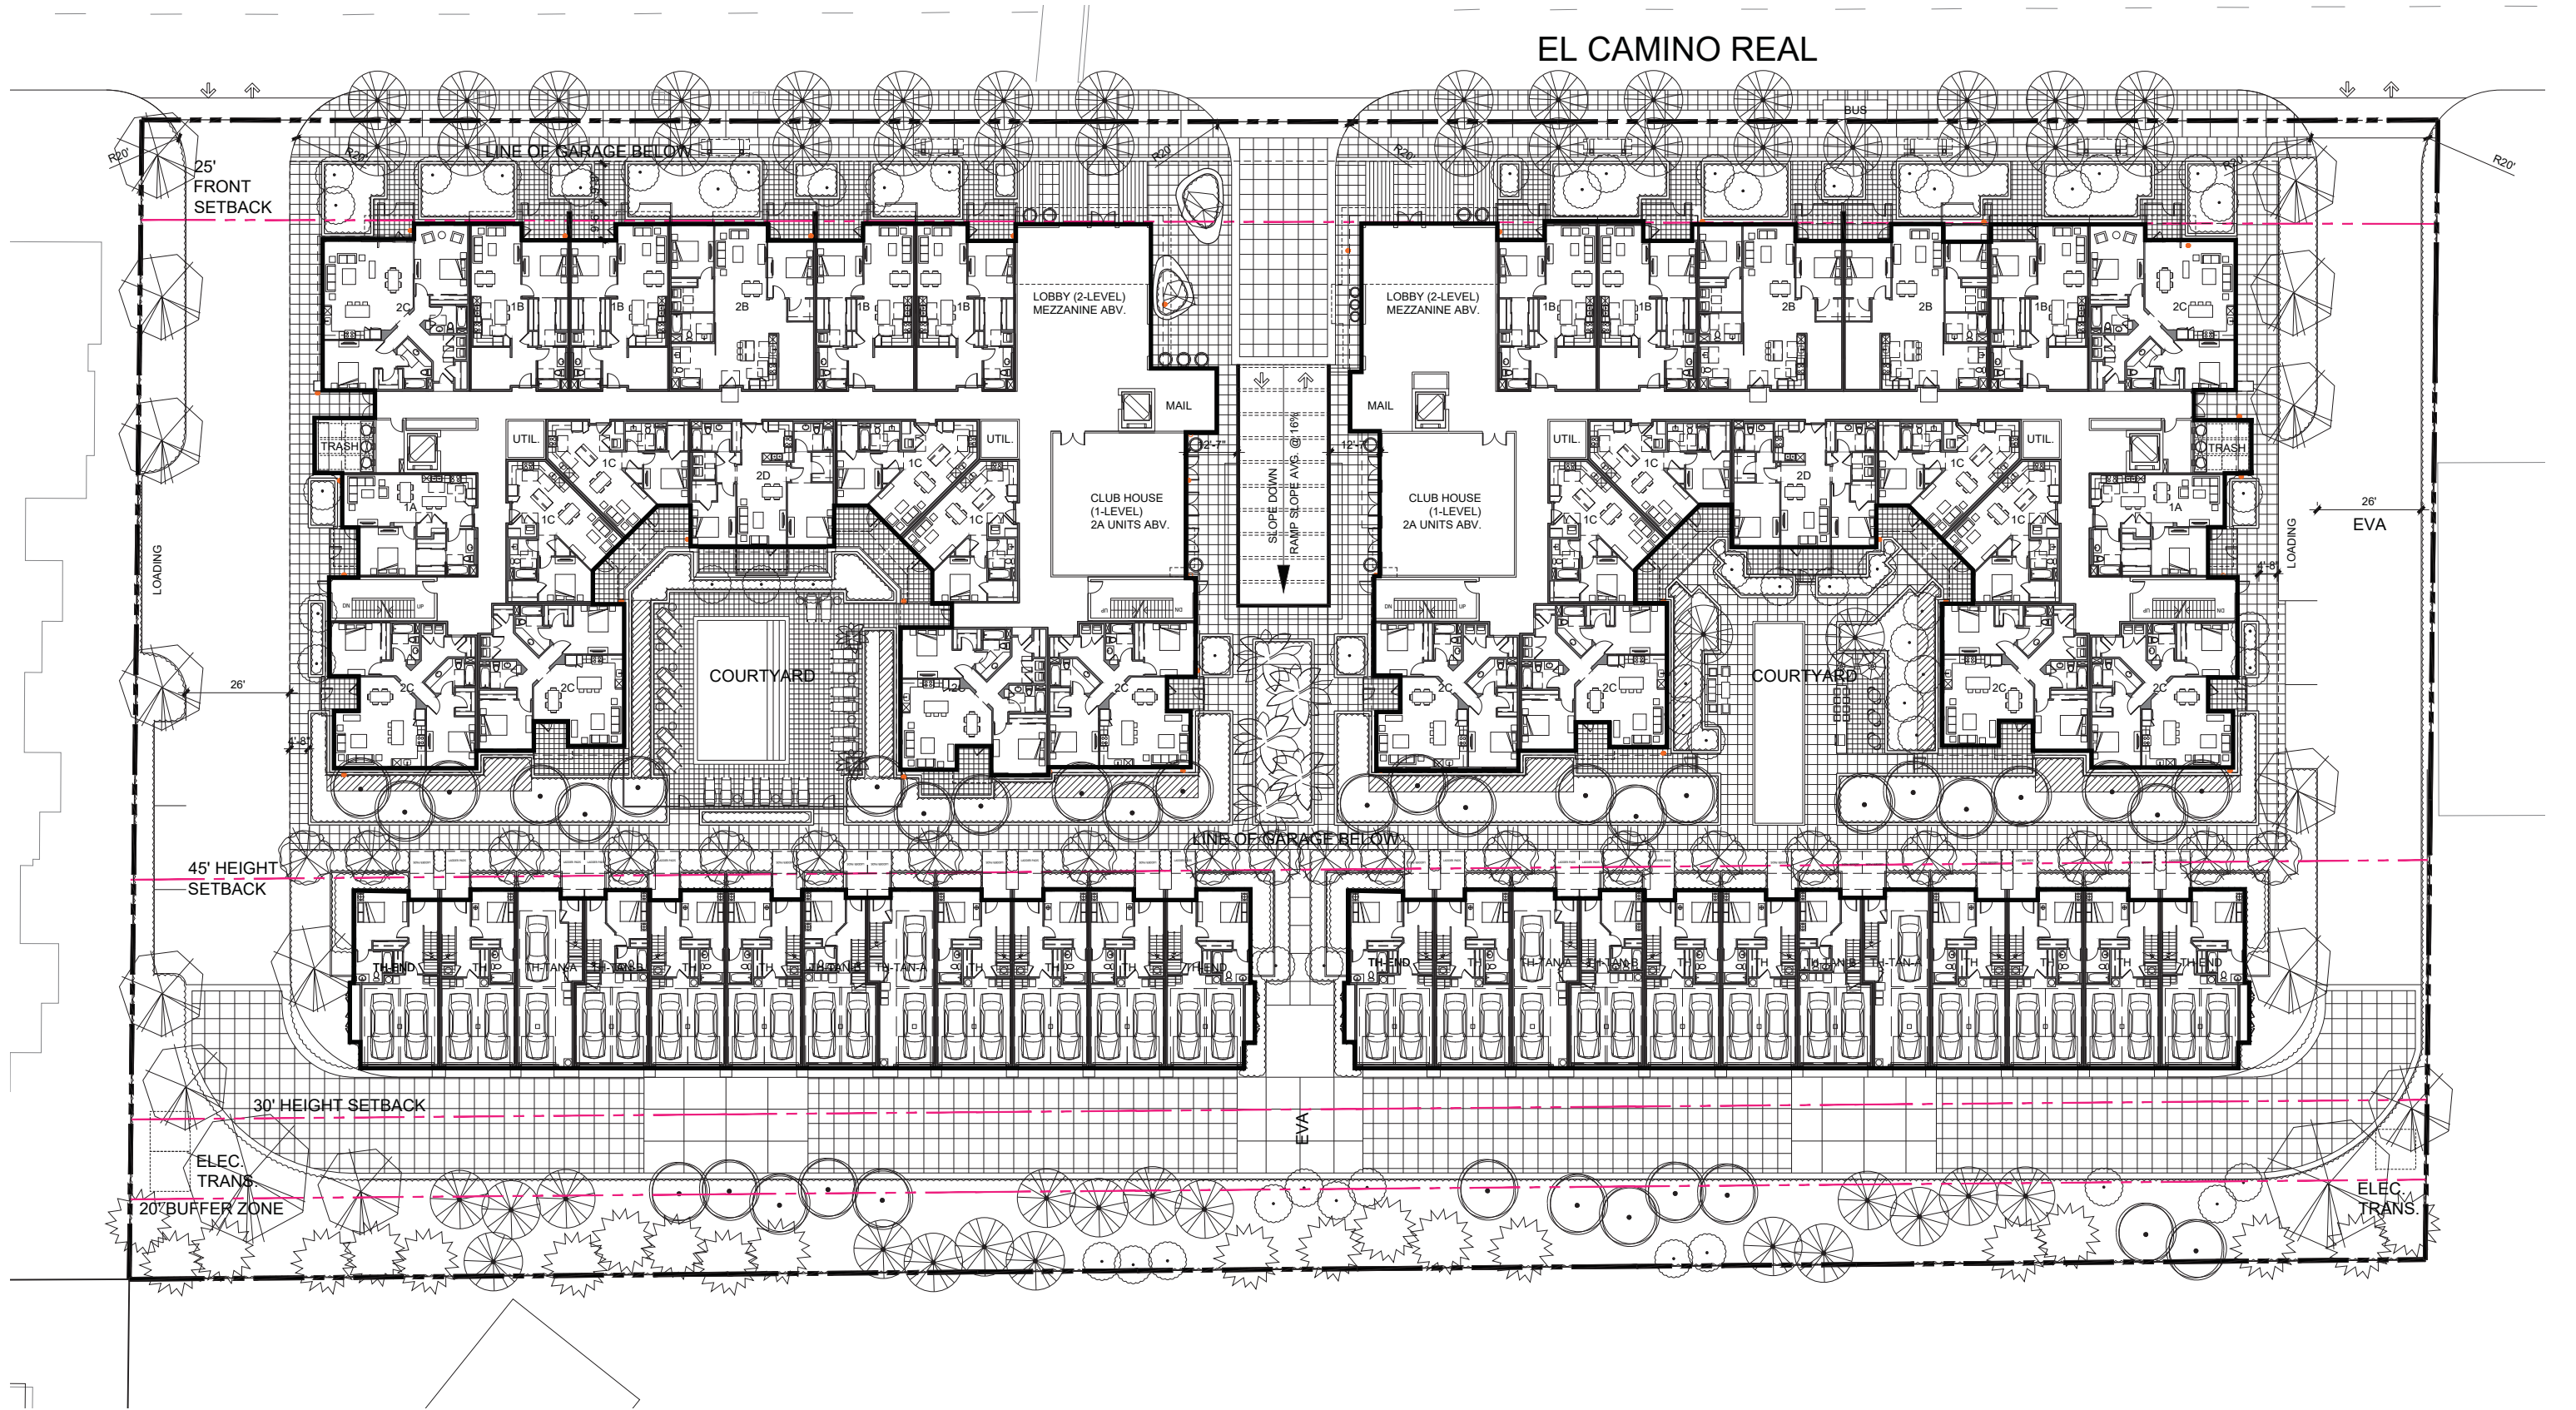 EL CAMINO REAL
BUS
R20'
R20'
R20'
R20'
R20'
LINE OF GARAGE BELOW
25'
FRONT
SETBACK
2C
1B
1B
2B
1B
1B
LOBBY (2-LEVEL)
MEZZANINE ABV.
LOBBY (2-LEVEL)
MEZZANINE ABV.
1B
1B
2B
2B
1B
2C
MAIL
MAIL
TRASH
UTIL.
1C
2D
1C
UTIL.
12'-7"
SLOPE DOWN
RAMP SLOPE AVG. @ 16%
UTIL.
1C
2D
1C
UTIL.
TRASH
1A
1C
1C
CLUB HOUSE
(1-LEVEL)
2A UNITS ABV.
CLUB HOUSE
(1-LEVEL)
2A UNITS ABV.
1C
1C
1A
26'
EVA
LOADING
LOADING
4'-8"
DN
UP
UP
DN
DN
UP
UP
DN
26'
2C
2C
COURTYARD
2C
2C
2C
2C
COURTYARD
2C
2C
4'-8"
LINE OF GARAGE BELOW
45' HEIGHT
SETBACK
TH-END
TH
TH-TAN-A
TH-TAN-B
TH
TH
TH-TAN-B
TH-TAN-A
TH
TH
TH
TH-END
TH-END
TH
TH-TAN-A
TH-TAN-B
TH
TH
TH-TAN-B
TH-TAN-A
TH
TH
TH
TH-END
30' HEIGHT SETBACK
EVA
ELEC.
TRANS.
20' BUFFER ZONE
ELEC.
TRANS.